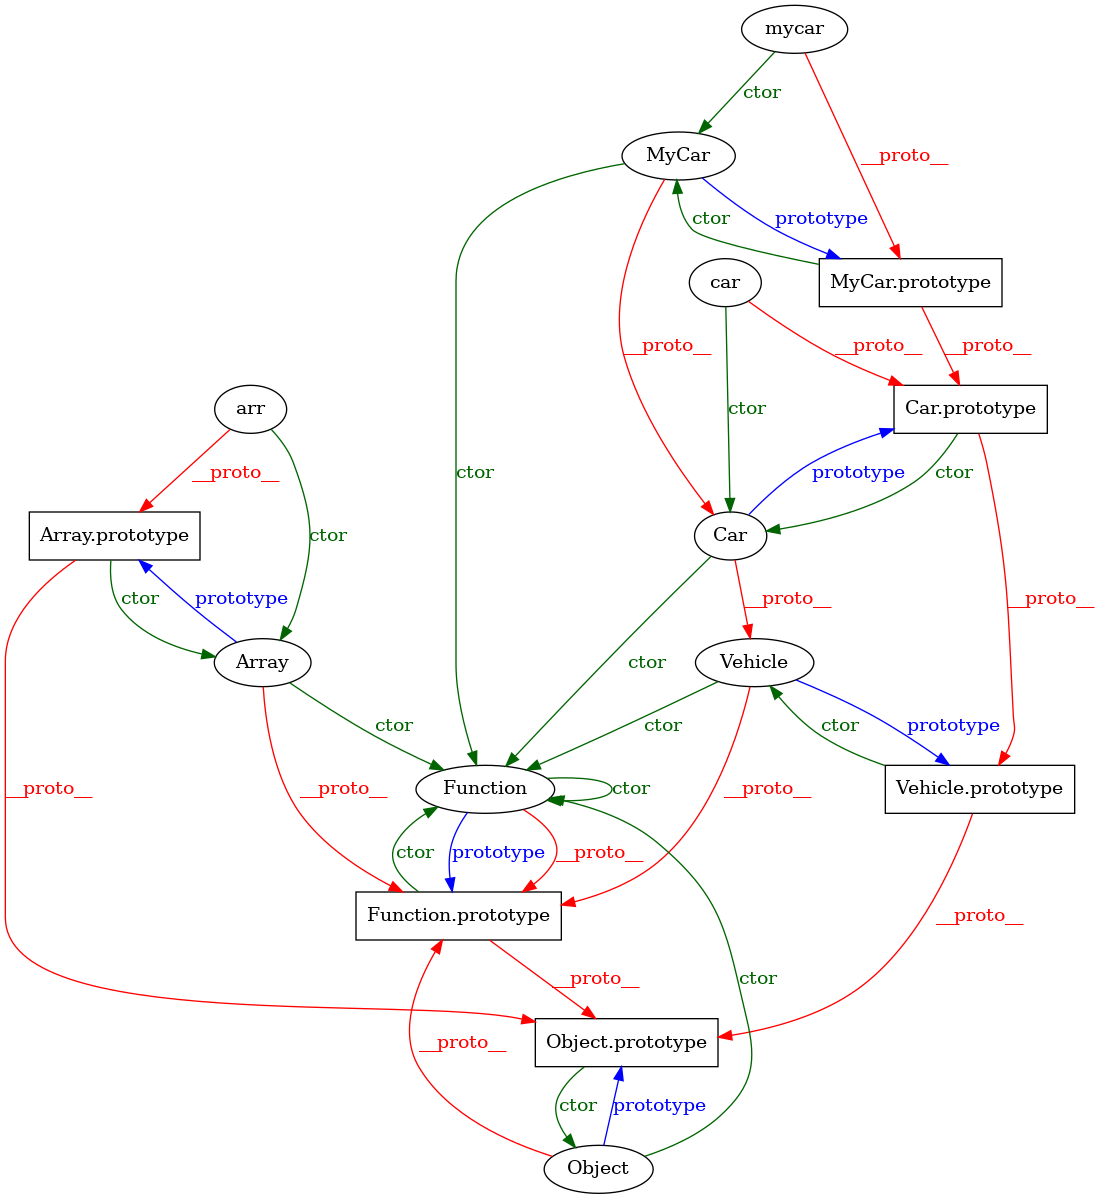 mycar
ctor
MyCar
__proto__
ctor
prototype
car
MyCar.prototype
__proto__
__proto__
__proto__
arr
ctor
Car.prototype
__proto__
ctor
prototype
ctor
Array.prototype
ctor
Car
ctor
prototype
__proto__
__proto__
Array
ctor
Vehicle
ctor
ctor
ctor
prototype
__proto__
__proto__
Function
ctor
__proto__
Vehicle.prototype
ctor
prototype
__proto__
Function.prototype
__proto__
__proto__
ctor
__proto__
Object.prototype
ctor
prototype
Object